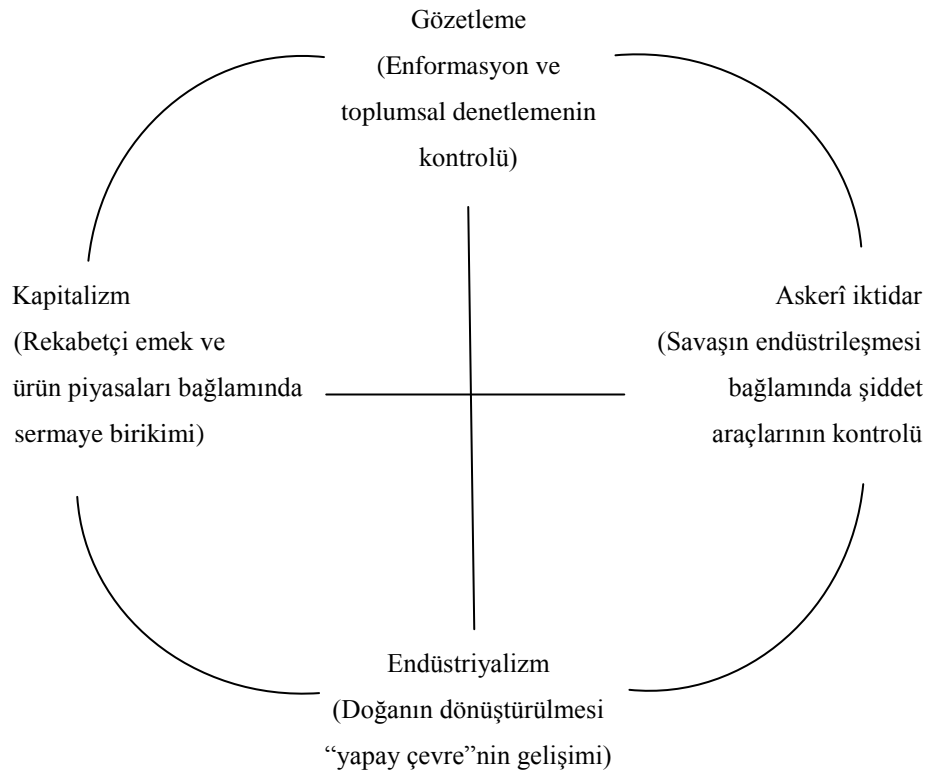 Gözetleme
(Enformasyon ve
toplumsal denetlemenin
kontrolü)
Kapitalizm
(Rekabetçi emek ve
ürün piyasaları bağlamında
sermaye birikimi)
Askerî iktidar
(Savaşın endüstrileşmesi
bağlamında şiddet
araçlarının kontrolü
Endüstriyalizm
(Doğanın dönüştürülmesi
“yapay çevre”nin gelişimi)